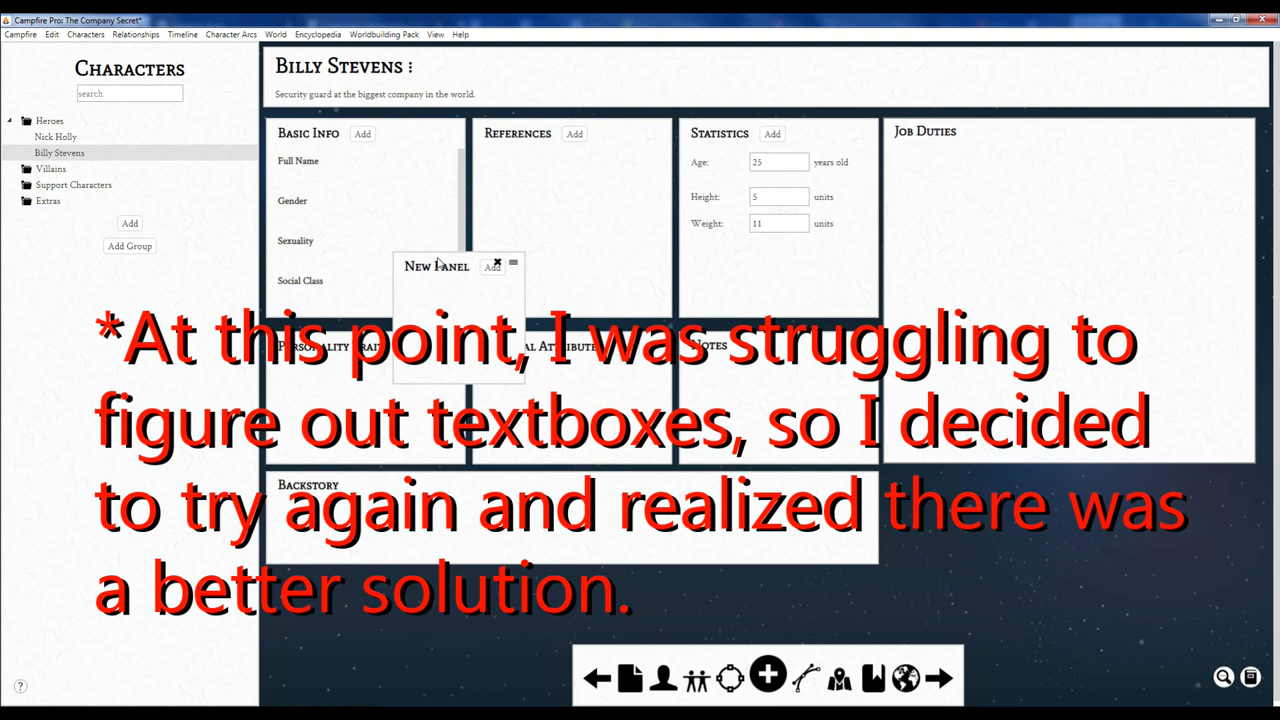 Campfire Pro: The Company Secret*
Campfire Edit Characters Relationships Timeline Character Arcs World Encyclopedia Worldbuilding Pack View Help
Characters
search
Heroes
Nick Holly
Billy Stevens
Villains
Support Characters
Extras
Add
Add Group
?
Billy Stevens :
Security guard at the biggest company in the world.
Basic Info Add
Full Name
Gender
Sexuality
Social Class
References Add
Statistics Add
Age: 25 years old
Height: 5 units
Weight: 11 units
Job Duties
New Panel Add
Notes
Backstory
*At this point, I was struggling to
figure out textboxes, so I decided
to try again and realized there was
a better solution.